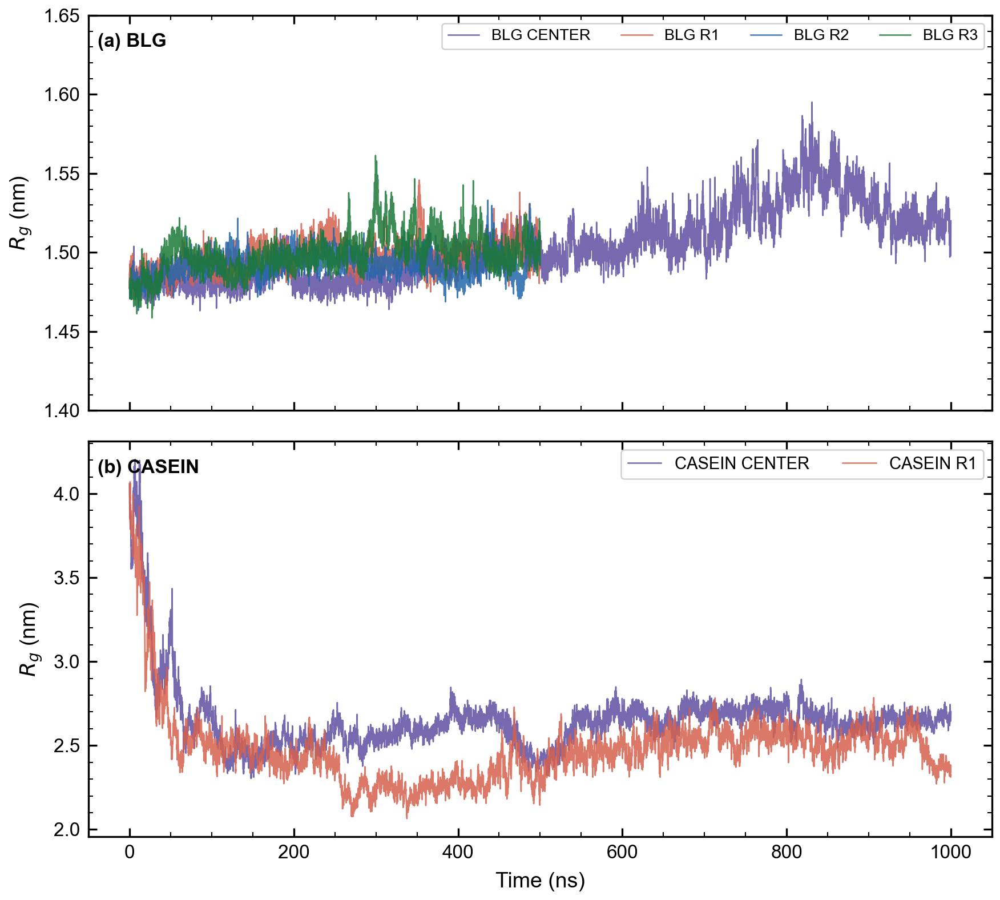 1.65
(a) BLG
BLG CENTER
BLG R1
BLG R2
BLG R3
1.60
1.55
1.50
1.45
1.40
R_g (nm)
(b) CASEIN
CASEIN CENTER
CASEIN R1
4.0
3.5
3.0
2.5
2.0
R_g (nm)
0 200 400 600 800 1000
Time (ns)